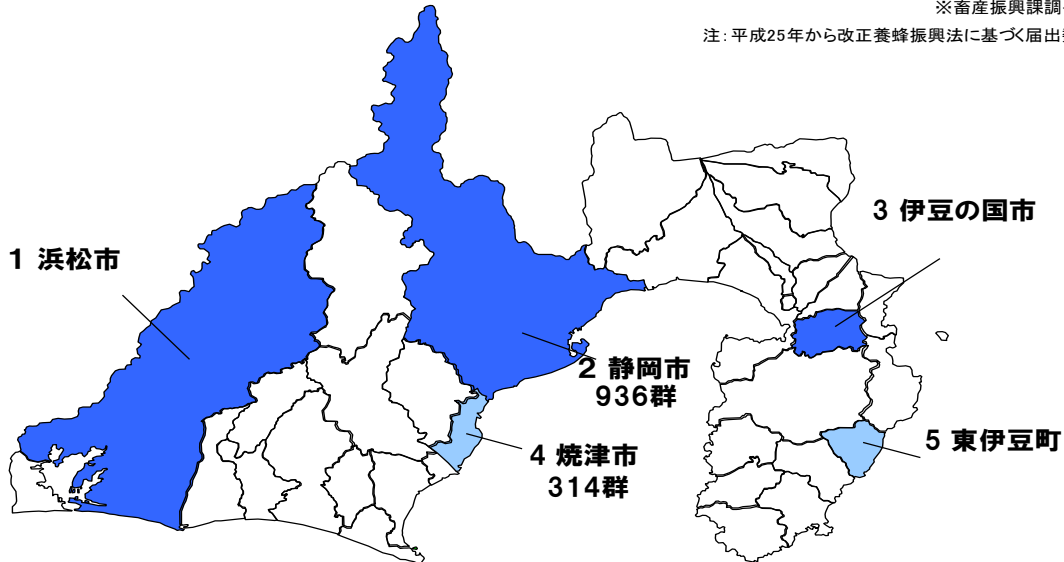 ※畜産振興課調
注：平成25年から改正養蜂振興法に基づく届出
3 伊豆の国市
1 浜松市
2 静岡市
936群
4 焼津市
314群
5 東伊豆町